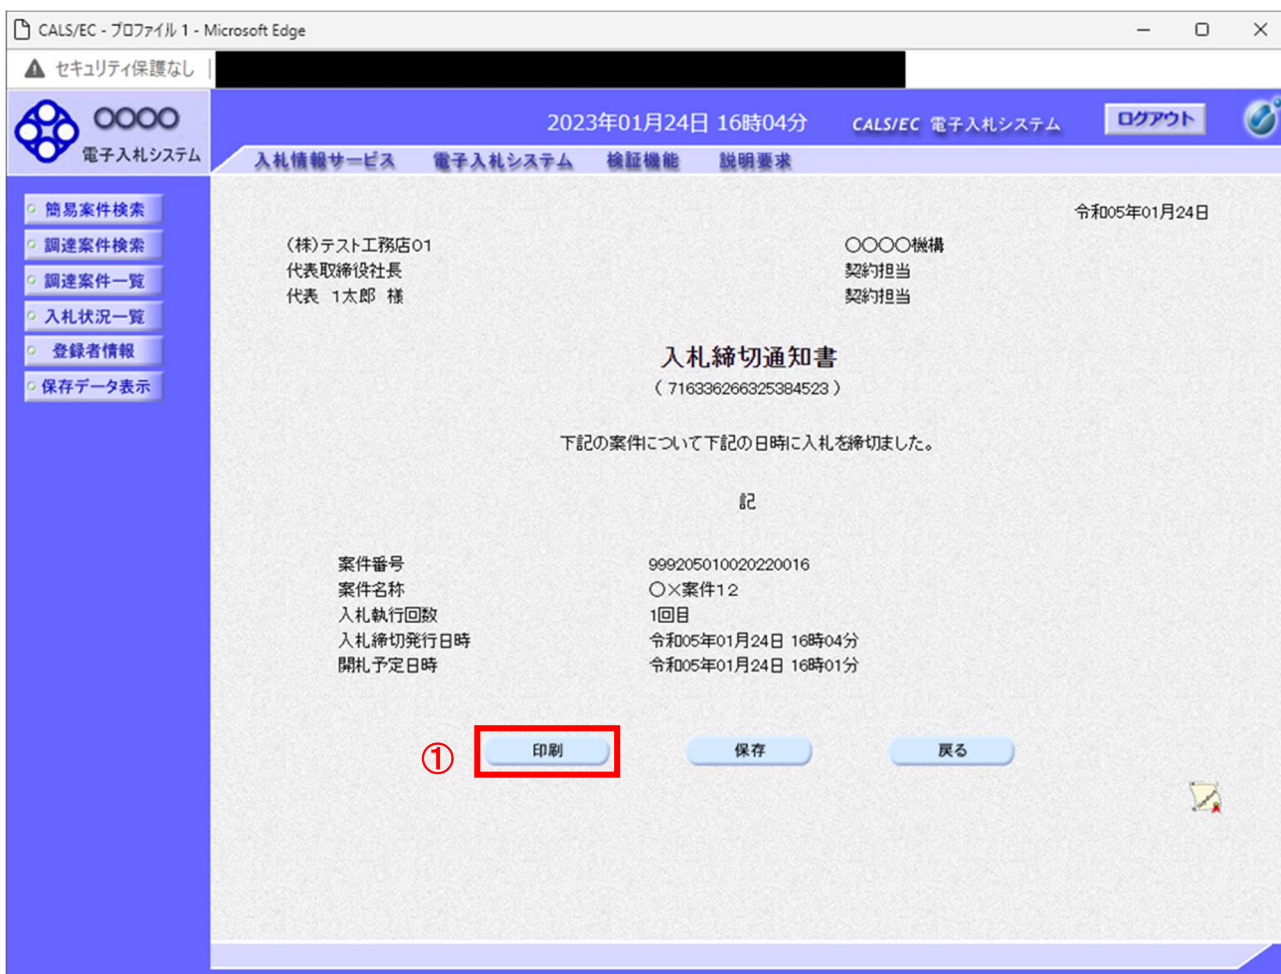 CALS/EC - プロファイル 1 - Microsoft Edge
セキュリティ保護なし
〇〇〇〇
電子入札システム
2023年01月24日 16時04分
CALS/EC 電子入札システム
ログアウト
入札情報サービス 電子入札システム 検証機能 説明要求
簡易案件検索
調達案件検索
調達案件一覧
入札状況一覧
登録者情報
保存データ表示
令和05年01月24日
(株)テスト工務店01
代表取締役社長
代表 1太郎 様
〇〇〇〇機構
契約担当
契約担当
入札締切通知書
( 716336266325384523 )
下記の案件について下記の日時に入札を締切ました。
記
案件番号 999205010020220016
案件名称 〇×案件12
入札執行回数 1回目
入札締切発行日時 令和05年01月24日 16時04分
開札予定日時 令和05年01月24日 16時01分
① 印刷 保存 戻る